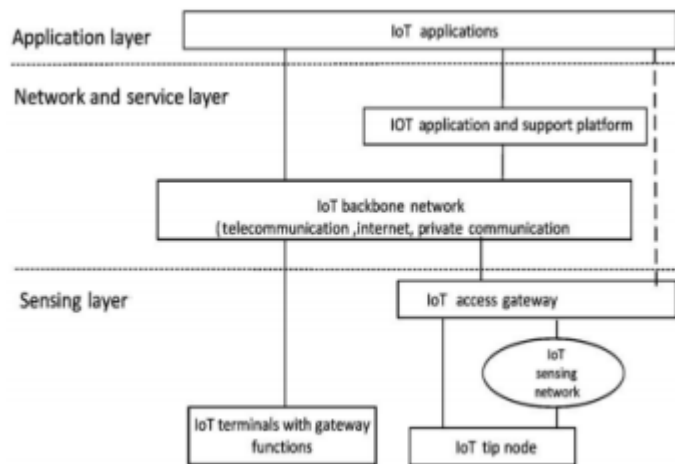 IoT applications
Application layer
Network and service layer
IOT application and support platform
IoT backbone network
(telecommunication ,internet, private communication
Sensing layer
IoT access gateway
IoT
sensing
network
IoT terminals with gateway
functions
IoT tip node